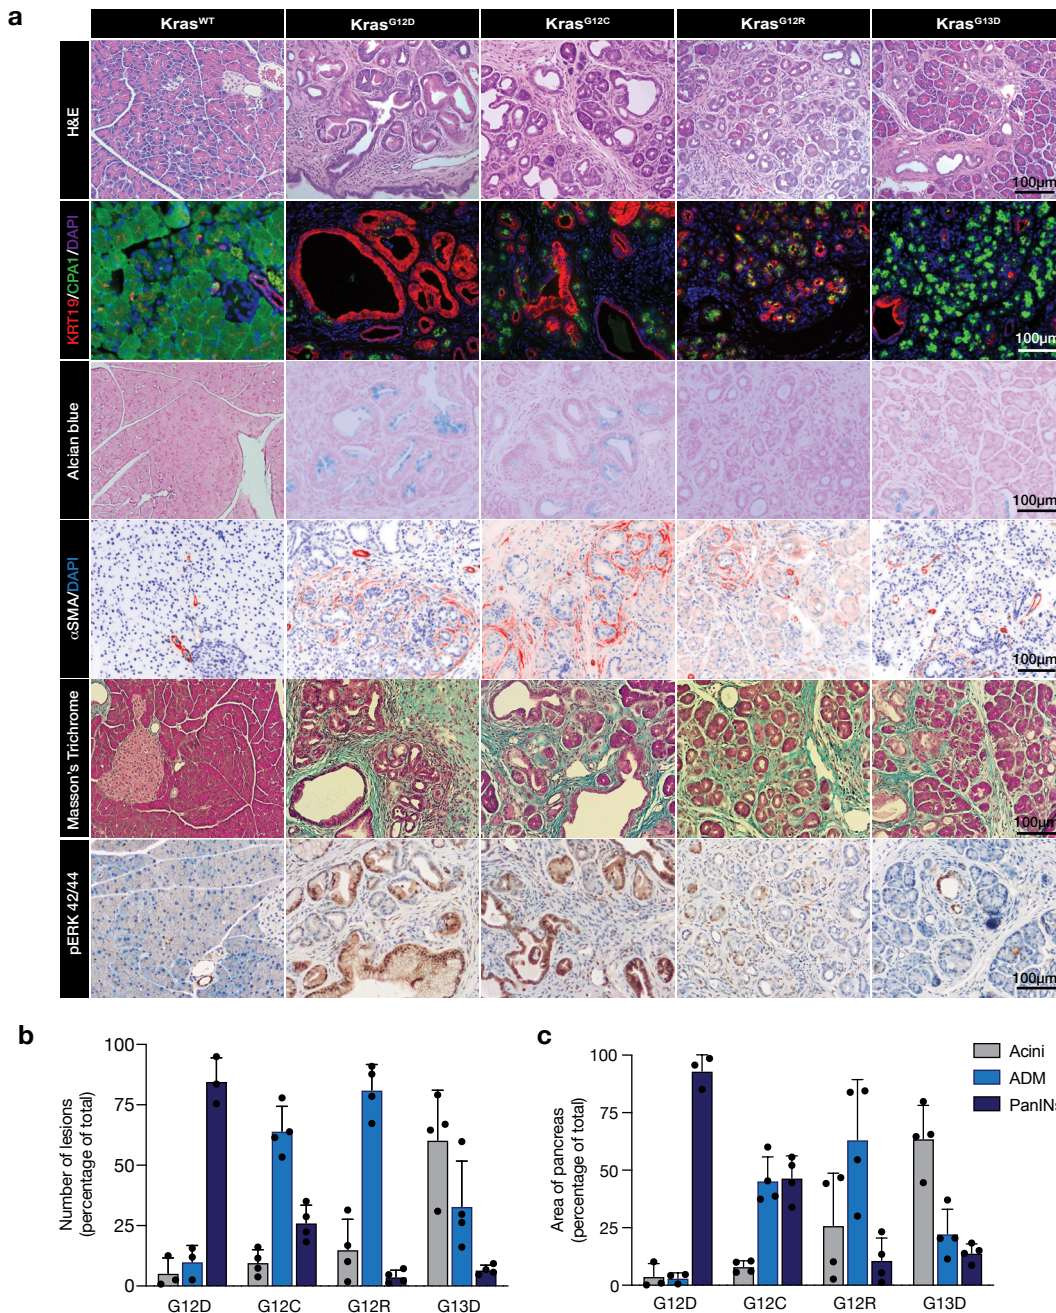 a
Kras^WT Kras^G12D Kras^G12C Kras^G12R Kras^G13D
H&E
100µm
KRT19/CPA1/DAPI
100µm
Alcian blue
100µm
αSMA/DAPI
100µm
Masson's Trichrome
100µm
pERK 42/44
100µm
b
Number of lesions
(percentage of total)
100
75
50
25
0
G12D G12C G12R G13D
c
Area of pancreas
(percentage of total)
100
75
50
25
0
G12D G12C G12R G13D
Acini
ADM
PanINs